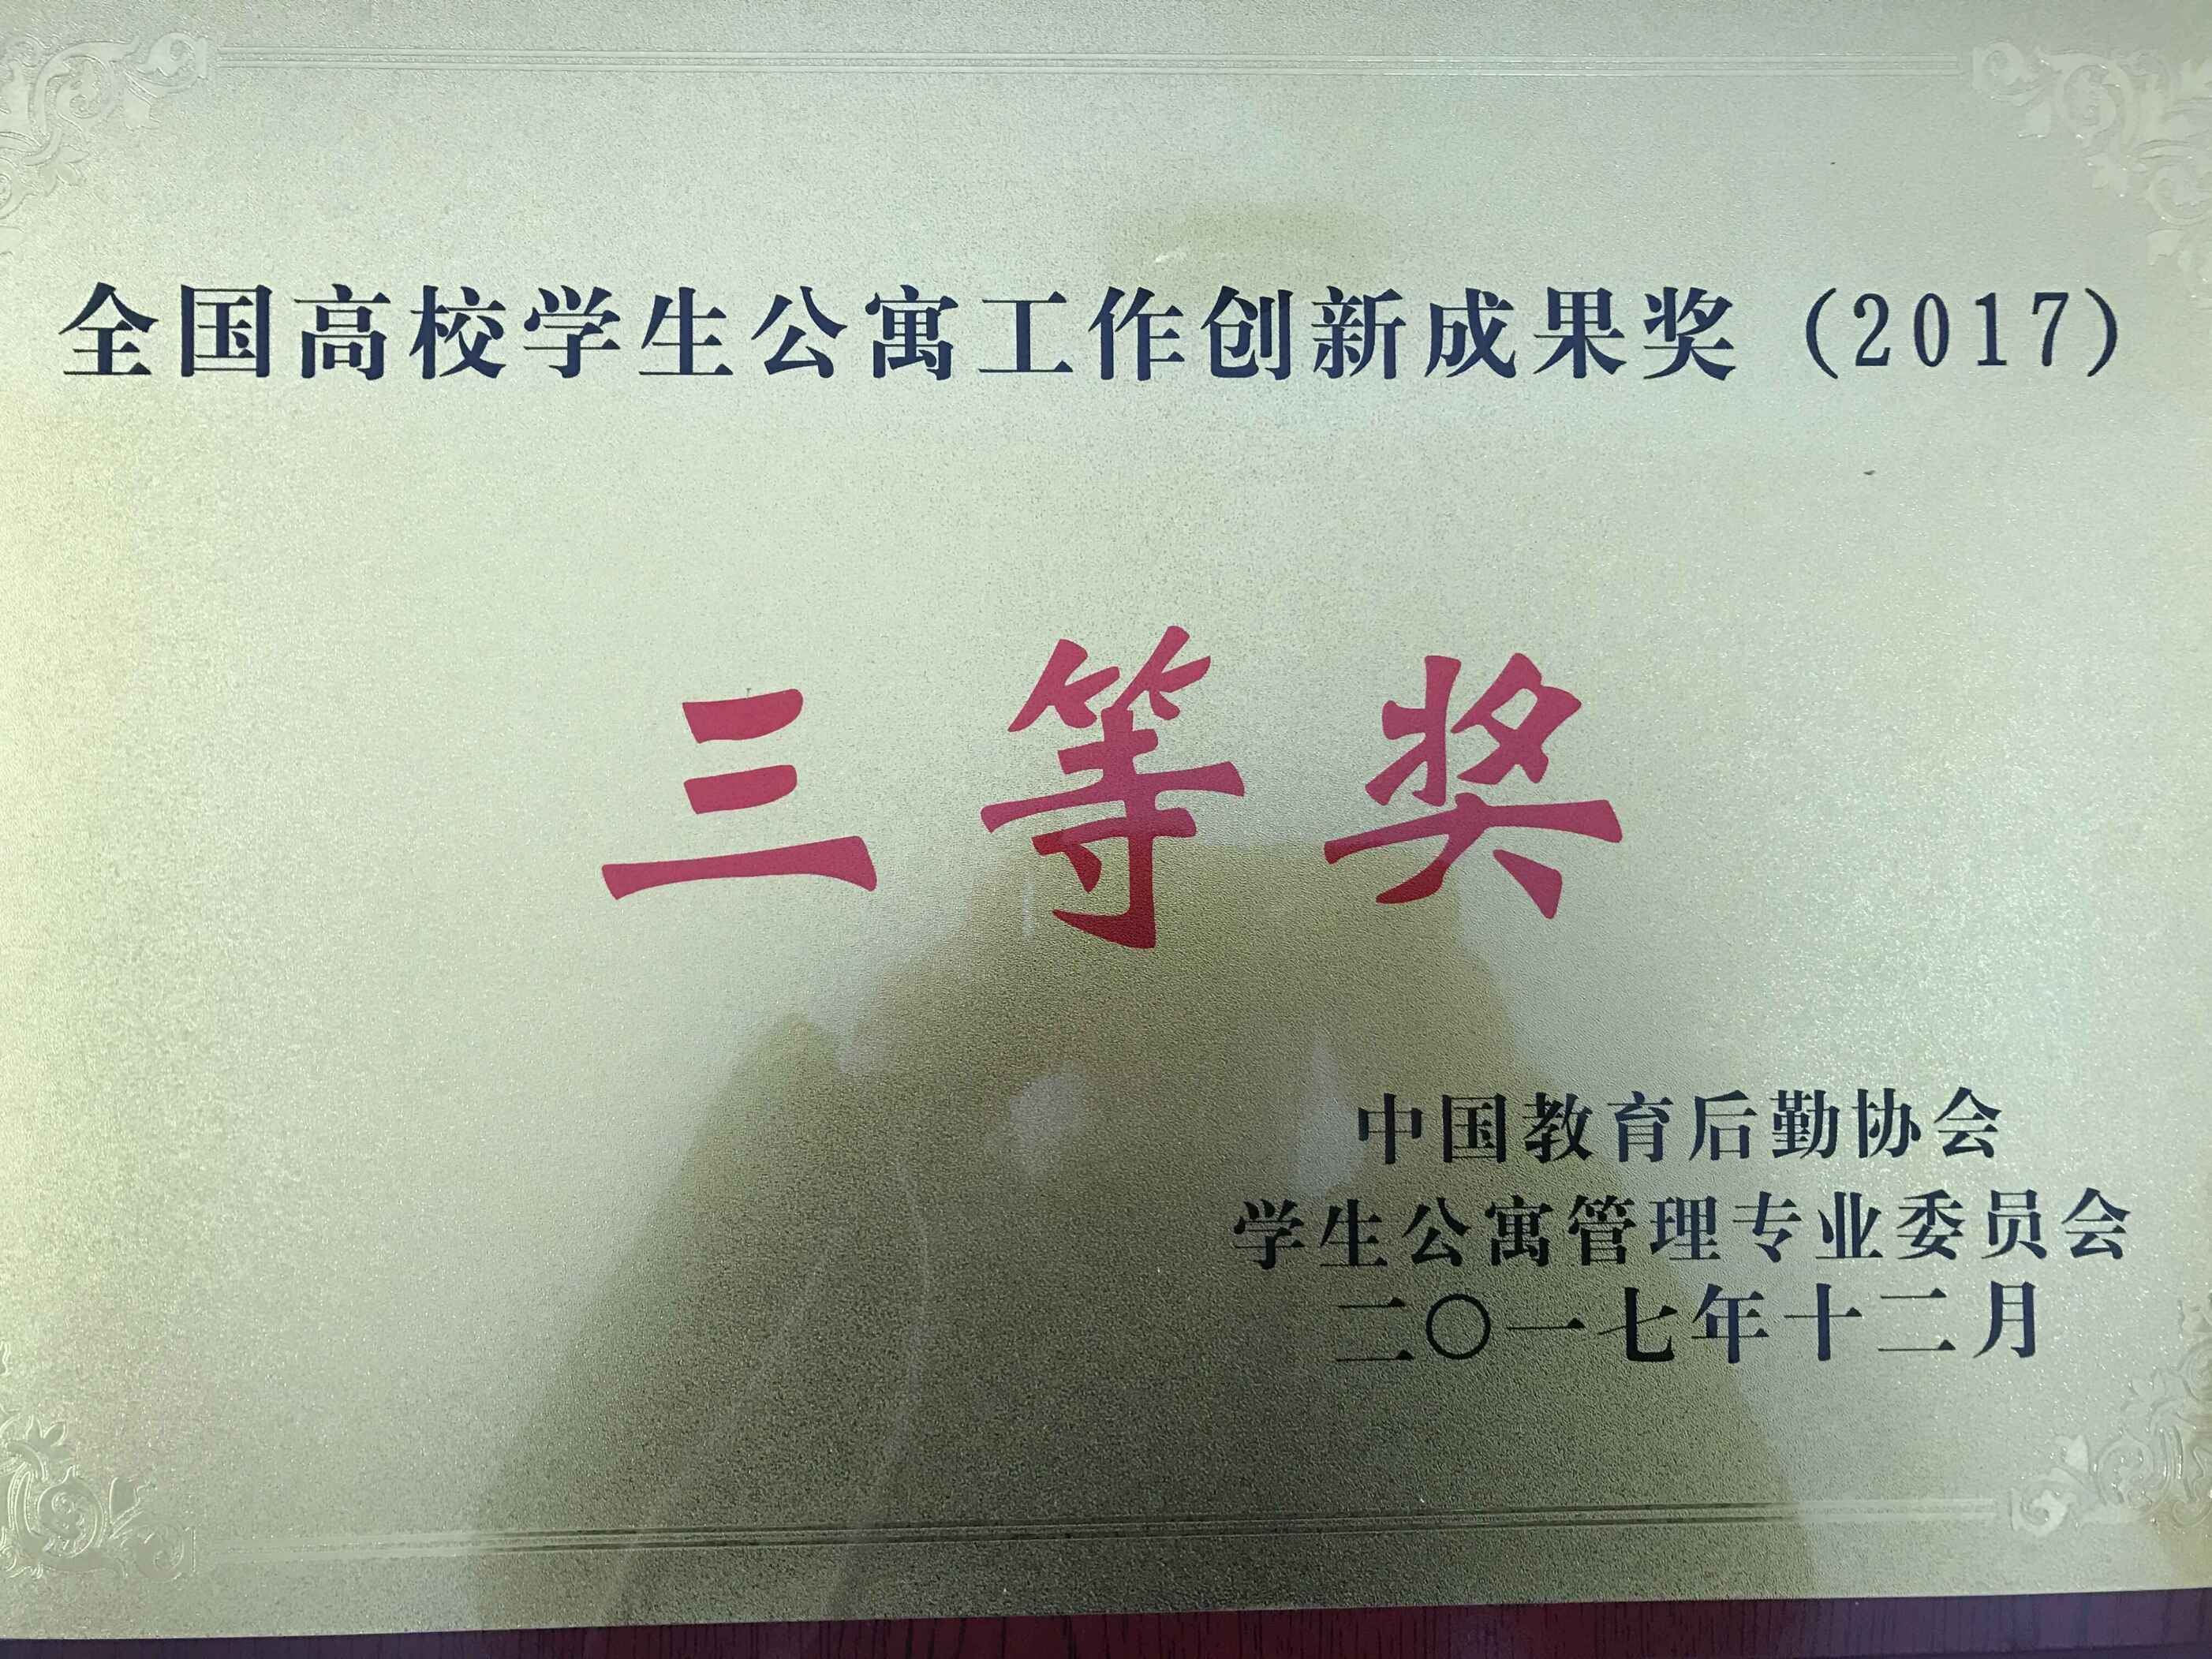 全国高校学生公寓工作创新成果奖（2017）
三等奖
中国教育后勤协会
学生公寓管理专业委员会
二〇一七年十二月